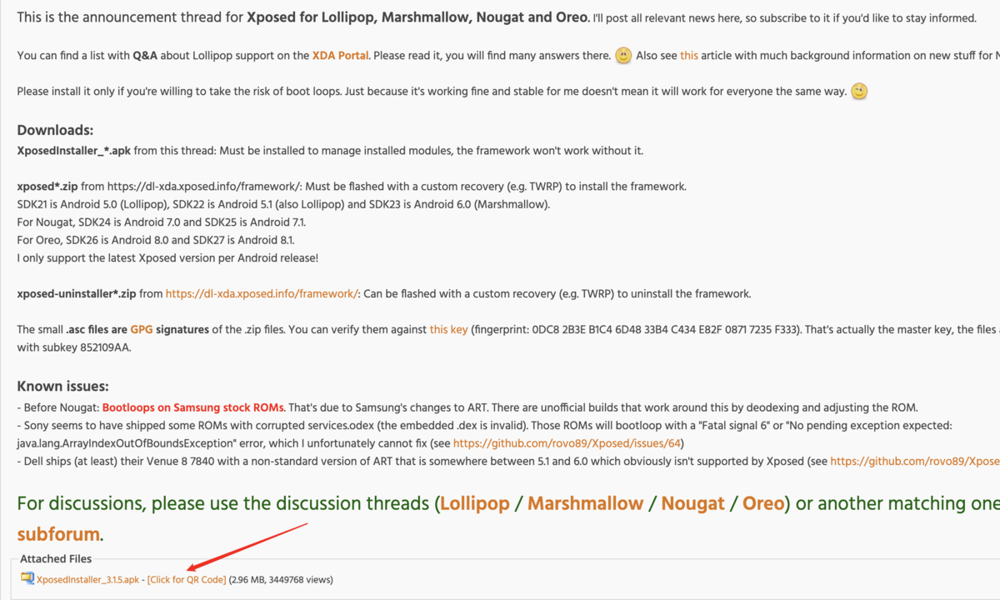 This is the announcement thread for Xposed for Lollipop, Marshmallow, Nougat and Oreo. I'll post all relevant news here, so subscribe to it if you'd like to stay informed.
You can find a list with Q&A about Lollipop support on the XDA Portal. Please read it, you will find many answers there. Also see this article with much background information on new stuff for N
Please install it only if you're willing to take the risk of boot loops. Just because it's working fine and stable for me doesn't mean it will work for everyone the same way.
Downloads:
XposedInstaller_*.apk from this thread: Must be installed to manage installed modules, the framework won't work without it.
xposed*.zip from https://dl-xda.xposed.info/framework/: Must be flashed with a custom recovery (e.g. TWRP) to install the framework.
SDK21 is Android 5.0 (Lollipop), SDK22 is Android 5.1 (also Lollipop) and SDK23 is Android 6.0 (Marshmallow).
For Nougat, SDK24 is Android 7.0 and SDK25 is Android 7.1.
For Oreo, SDK26 is Android 8.0 and SDK27 is Android 8.1.
I only support the latest Xposed version per Android release!
xposed-uninstaller*.zip from https://dl-xda.xposed.info/framework/: Can be flashed with a custom recovery (e.g. TWRP) to uninstall the framework.
The small .asc files are GPG signatures of the .zip files. You can verify them against this key (fingerprint: 0DC8 2B3E B1C4 6D48 33B4 C434 E82F 0871 7235 F333). That's actually the master key, the files a
with subkey 852109AA.
Known issues:
- Before Nougat: Bootloops on Samsung stock ROMs. That's due to Samsung's changes to ART. There are unofficial builds that work around this by deodexing and adjusting the ROM.
- Sony seems to have shipped some ROMs with corrupted services.odex (the embedded .dex is invalid). Those ROMs will bootloop with a "Fatal signal 6" or "No pending exception expected:
java.lang.ArrayIndexOutOfBoundsException" error, which I unfortunately cannot fix (see https://github.com/rovo89/Xposed/issues/64)
- Dell ships (at least) their Venue 8 7840 with a non-standard version of ART that is somewhere between 5.1 and 6.0 which obviously isn't supported by Xposed (see https://github.com/rovo89/Xpose
For discussions, please use the discussion threads (Lollipop / Marshmallow / Nougat / Oreo) or another matching one
subforum.
Attached Files
XposedInstaller_3.1.5.apk - [Click for QR Code] (2.96 MB, 3449768 views)